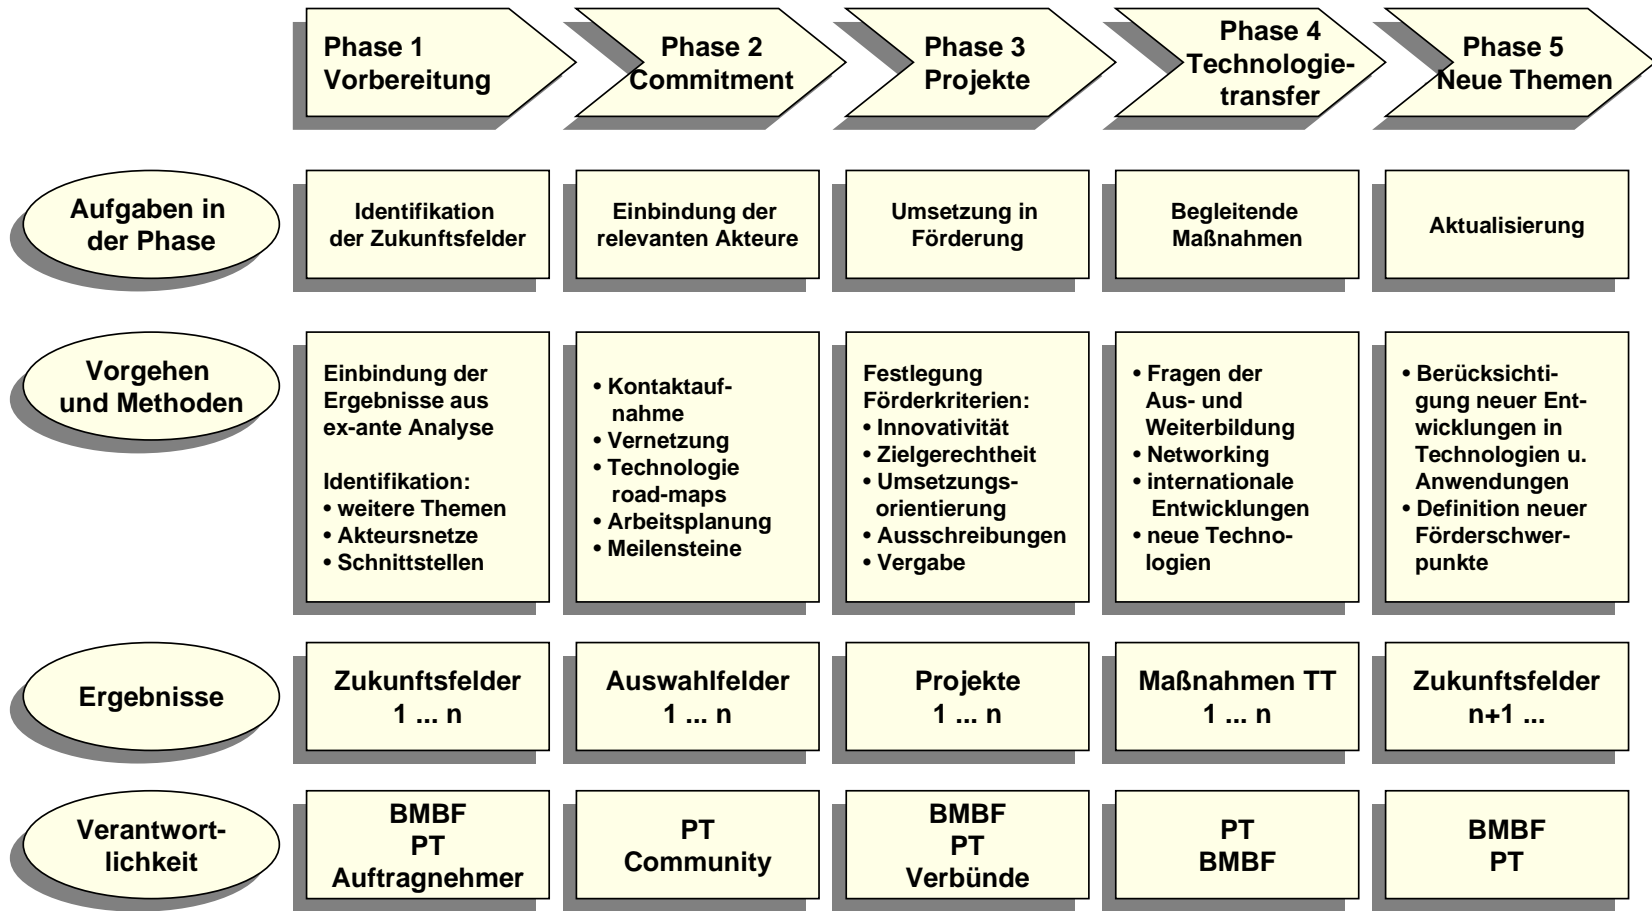 Phase 1
Vorbereitung
Phase 2
Commitment
Phase 3
Projekte
Phase 4
Technologie-
transfer
Phase 5
Neue Themen
Aufgaben in
der Phase
Identifikation
der Zukunftsfelder
Einbindung der
relevanten Akteure
Umsetzung in
Förderung
Begleitende
Maßnahmen
Aktualisierung
Vorgehen
und Methoden
Einbindung der
Ergebnisse aus
ex-ante Analyse
Identifikation:
• weitere Themen
• Akteursnetze
• Schnittstellen
• Kontaktauf-
nahme
• Vernetzung
• Technologie
road-maps
• Arbeitsplanung
• Meilensteine
Festlegung
Förderkriterien:
• Innovativität
• Zielgerechtheit
• Umsetzungs-
orientierung
• Ausschreibungen
• Vergabe
• Fragen der
Aus- und
Weiterbildung
• Networking
• internationale
Entwicklungen
• neue Techno-
logien
• Berücksichti-
gung neuer Ent-
wicklungen in
Technologien u.
Anwendungen
• Definition neuer
Förderschwer-
punkte
Ergebnisse
Zukunftsfelder
1 ... n
Auswahlfelder
1 ... n
Projekte
1 ... n
Maßnahmen TT
1 ... n
Zukunftsfelder
n+1 ...
Verantwort-
lichkeit
BMBF
PT
Auftragnehmer
PT
Community
BMBF
PT
Verbünde
PT
BMBF
BMBF
PT